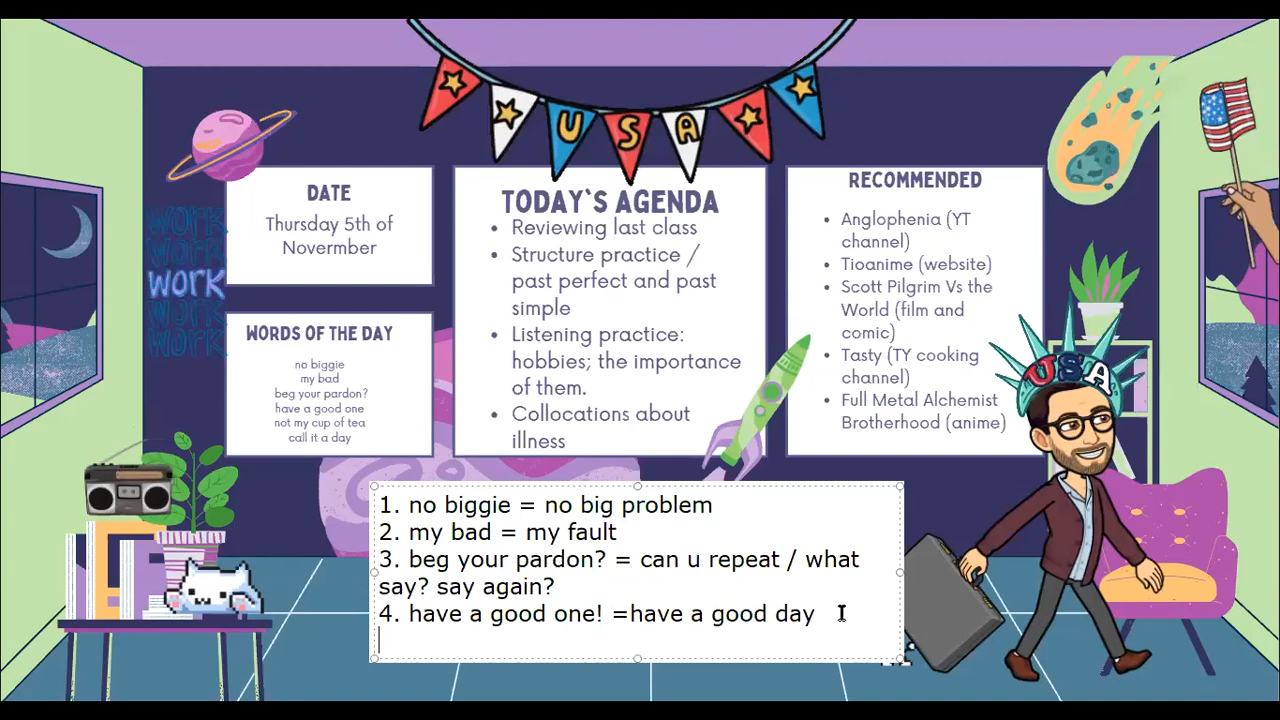 USA
DATE
Thursday 5th of
Novermber
WORK
WORK
WORK
WORK
WORK
WORDS OF THE DAY
no biggie
my bad
beg your pardon?
have a good one
not my cup of tea
call it a day
TODAY`S AGENDA
• Reviewing last class
• Structure practice /
past perfect and past
simple
• Listening practice:
hobbies; the importance
of them.
• Collocations about
illness
RECOMMENDED
• Anglophenia (YT
channel)
• Tioanime (website)
• Scott Pilgrim Vs the
World (film and
comic)
• Tasty (TY cooking
channel)
• Full Metal Alchemist
Brotherhood (anime)
USA
1. no biggie = no big problem
2. my bad = my fault
3. beg your pardon? = can u repeat / what
say? say again?
4. have a good one! =have a good day